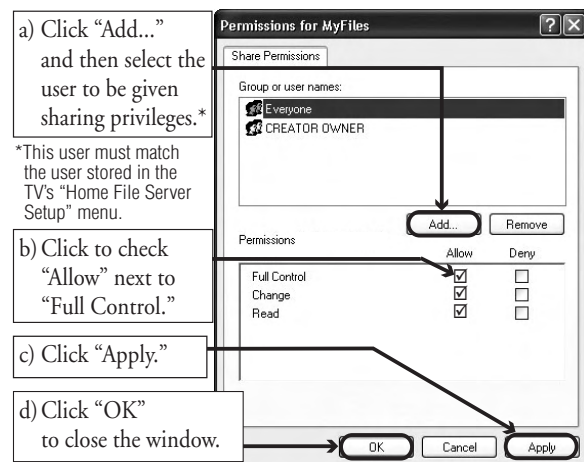 a) Click “Add...”
and then select the
user to be given
sharing privileges.*
*This user must match
the user stored in the
TV's “Home File Server
Setup” menu.
b) Click to check
“Allow” next to
“Full Control.”
c) Click “Apply.”
d) Click “OK”
to close the window.
Permissions for MyFiles
Share Permissions
Group or user names:
Everyone
CREATOR OWNER
Add... Remove
Permissions Allow Deny
Full Control
Change
Read
OK Cancel Apply